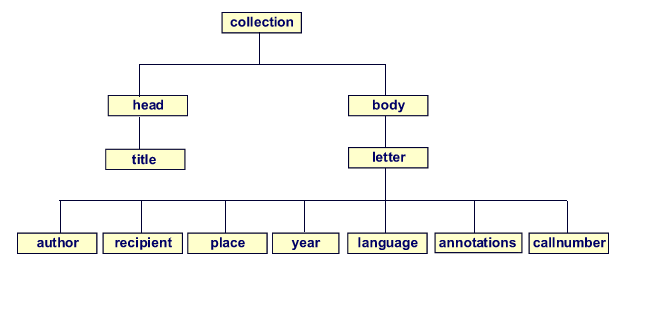 collection
head
body
title
letter
author
recipient
place
year
language
annotations
callnumber